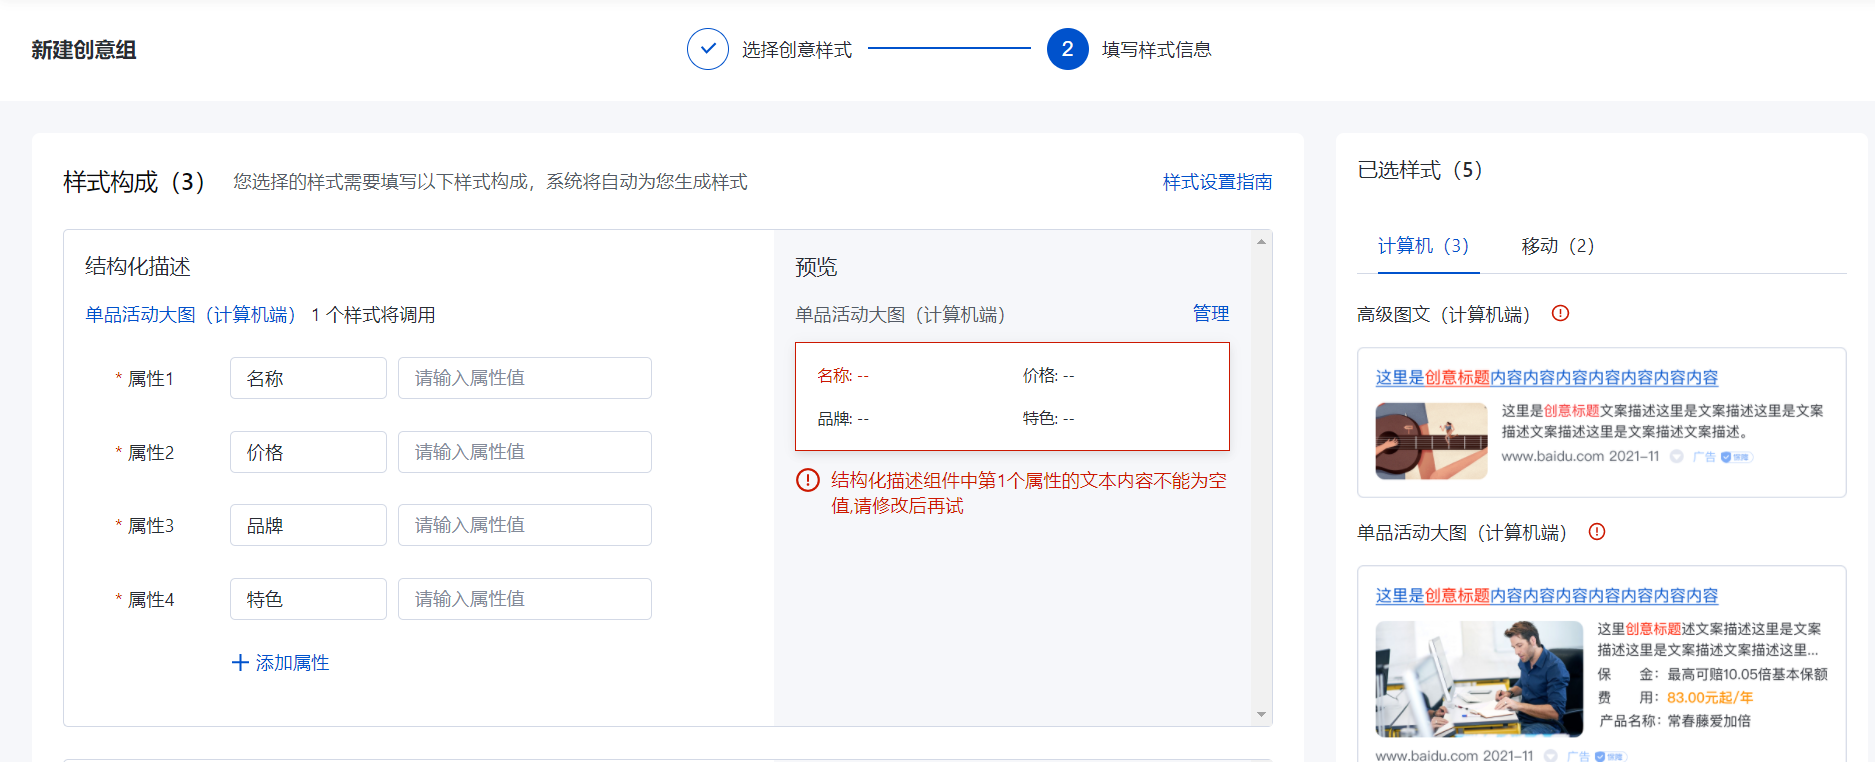 新建创意组
选择创意样式
2 填写样式信息
样式构成（3） 您选择的样式需要填写以下样式构成，系统将自动为您生成样式
样式设置指南
结构化描述
单品活动大图（计算机端） 1 个样式将调用
* 属性1 名称 请输入属性值
* 属性2 价格 请输入属性值
* 属性3 品牌 请输入属性值
* 属性4 特色 请输入属性值
添加属性
预览
单品活动大图（计算机端） 管理
名称: -- 价格: --
品牌: -- 特色: --
结构化描述组件中第1个属性的文本内容不能为空
值,请修改后再试
已选样式（5）
计算机（3） 移动（2）
高级图文（计算机端）
这里是创意标题内容内容内容内容内容内容内容
这里是创意标题文案描述这里是文案描述这里是文案
描述文案描述这里是文案描述文案描述。
www.baidu.com 2021-11 广告 保障
单品活动大图（计算机端）
这里是创意标题内容内容内容内容内容内容内容
这里创意标题述文案描述这里是文案
描述这里是文案描述文案描述这里...
保 金：最高可赔10.05倍基本保额
费 用：83.00元起/年
产品名称：常春藤爱加倍
www.baidu.com 2021-11 广告 保障